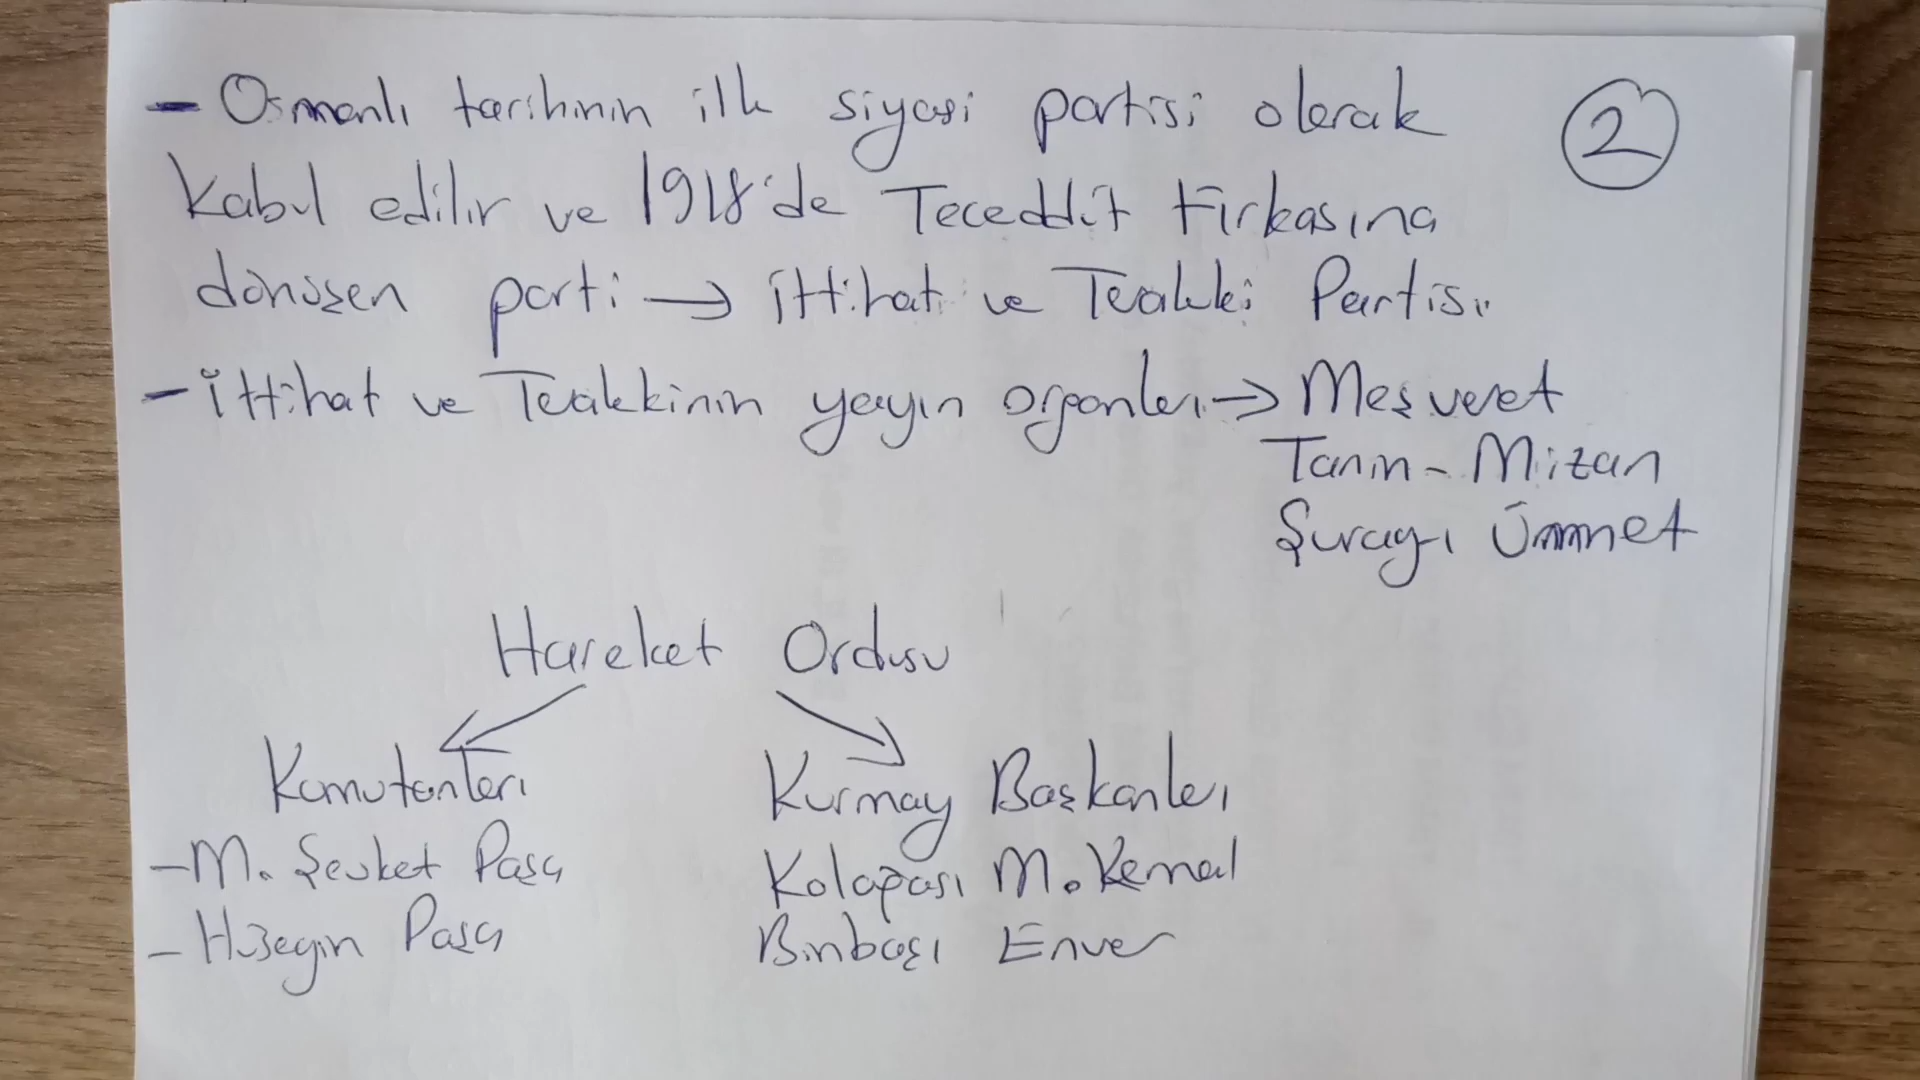 - Osmanlı tarihinin ilk siyasi partisi olarak
2
kabul edilir ve 1918'de Teceddüt Fırkasına
dönüşen parti → İttihat ve Terakki Partisi
- İttihat ve Terakkinin yayın organları → Meşveret
Tanin - Mizan
Şurayı Ümmet
Hareket Ordusu
Komutanları
Kurmay Başkanları
- M. Şevket Paşa
Kolağası M. Kemal
- Hüseyin Paşa
Binbaşı Enver